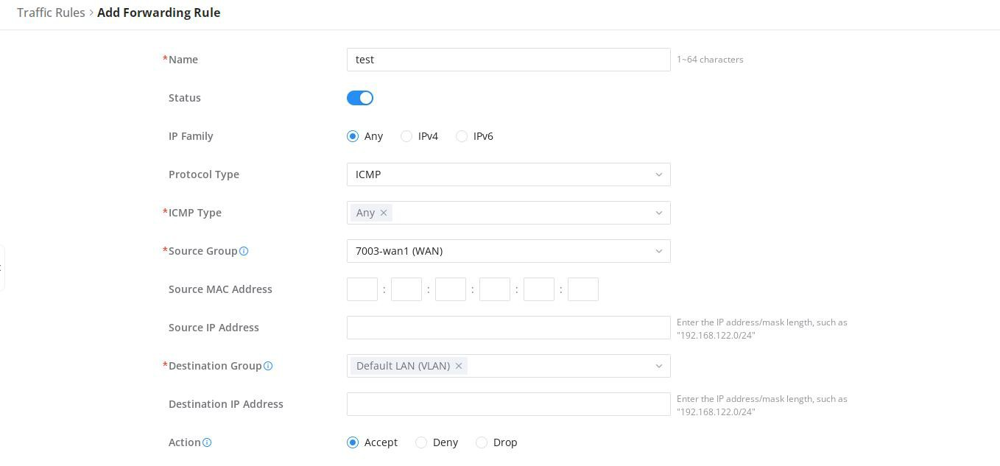 Traffic Rules > Add Forwarding Rule
*Name test 1~64 characters
Status
IP Family Any IPv4 IPv6
Protocol Type ICMP
*ICMP Type Any ×
*Source Group 7003-wan1 (WAN)
Source MAC Address : : : : :
Source IP Address Enter the IP address/mask length, such as
"192.168.122.0/24"
*Destination Group Default LAN (VLAN) ×
Destination IP Address Enter the IP address/mask length, such as
"192.168.122.0/24"
Action Accept Deny Drop